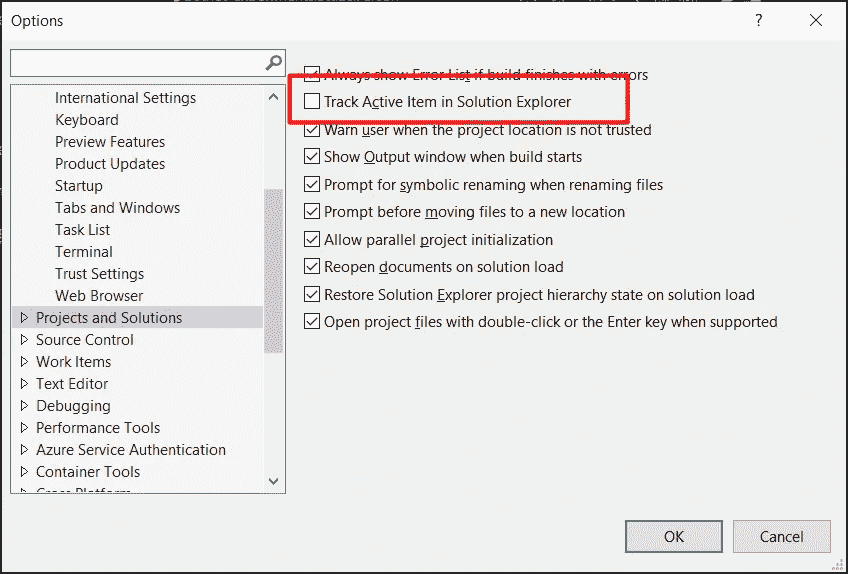 Options
?
Always show Error List if build finishes with errors
Track Active Item in Solution Explorer
Warn user when the project location is not trusted
Show Output window when build starts
Prompt for symbolic renaming when renaming files
Prompt before moving files to a new location
Allow parallel project initialization
Reopen documents on solution load
Restore Solution Explorer project hierarchy state on solution load
Open project files with double-click or the Enter key when supported
International Settings
Keyboard
Preview Features
Product Updates
Startup
Tabs and Windows
Task List
Terminal
Trust Settings
Web Browser
Projects and Solutions
Source Control
Work Items
Text Editor
Debugging
Performance Tools
Azure Service Authentication
Container Tools
Cross Platform
OK
Cancel